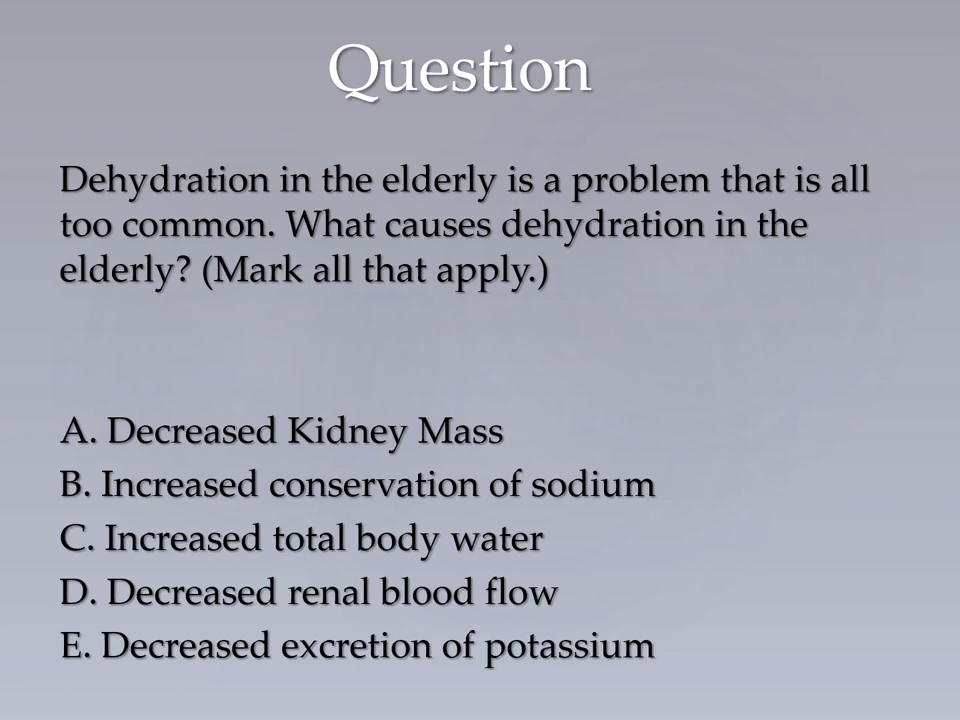 Question
Dehydration in the elderly is a problem that is all
too common. What causes dehydration in the
elderly? (Mark all that apply.)
A. Decreased Kidney Mass
B. Increased conservation of sodium
C. Increased total body water
D. Decreased renal blood flow
E. Decreased excretion of potassium